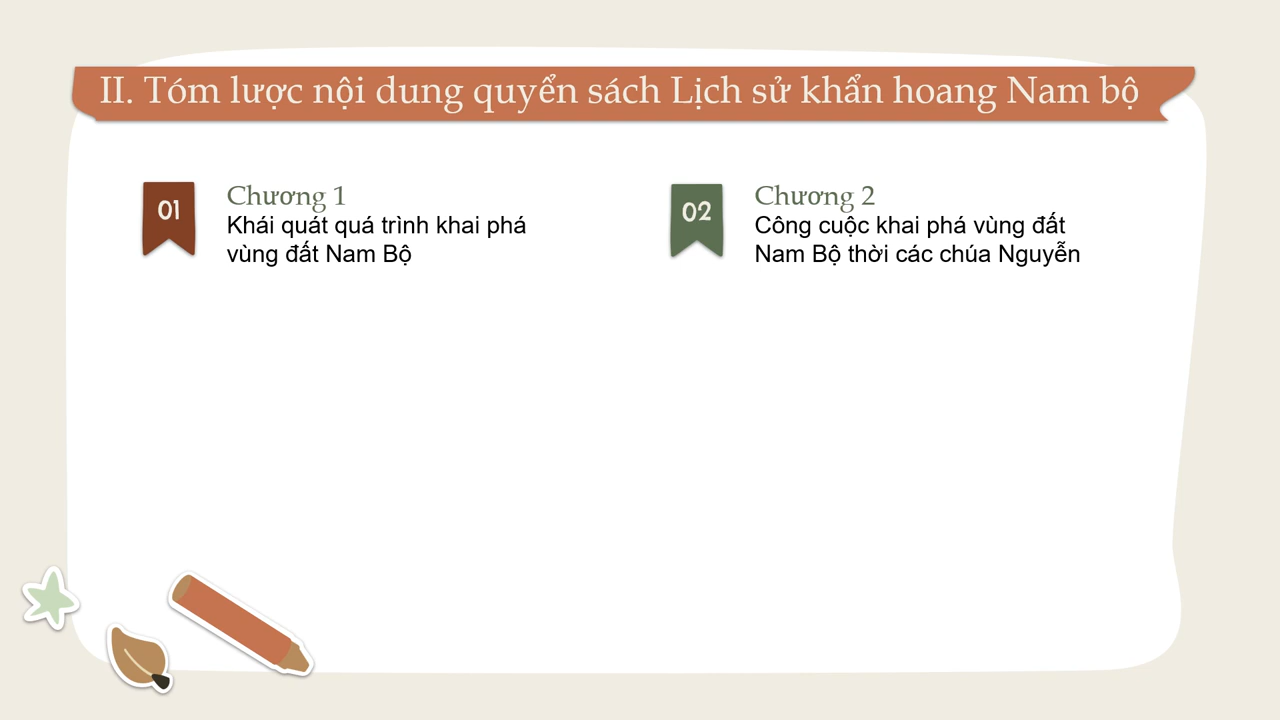 II. Tóm lược nội dung quyển sách Lịch sử khẩn hoang Nam bộ
01
Chương 1
Khái quát quá trình khai phá
vùng đất Nam Bộ
02
Chương 2
Công cuộc khai phá vùng đất
Nam Bộ thời các chúa Nguyễn